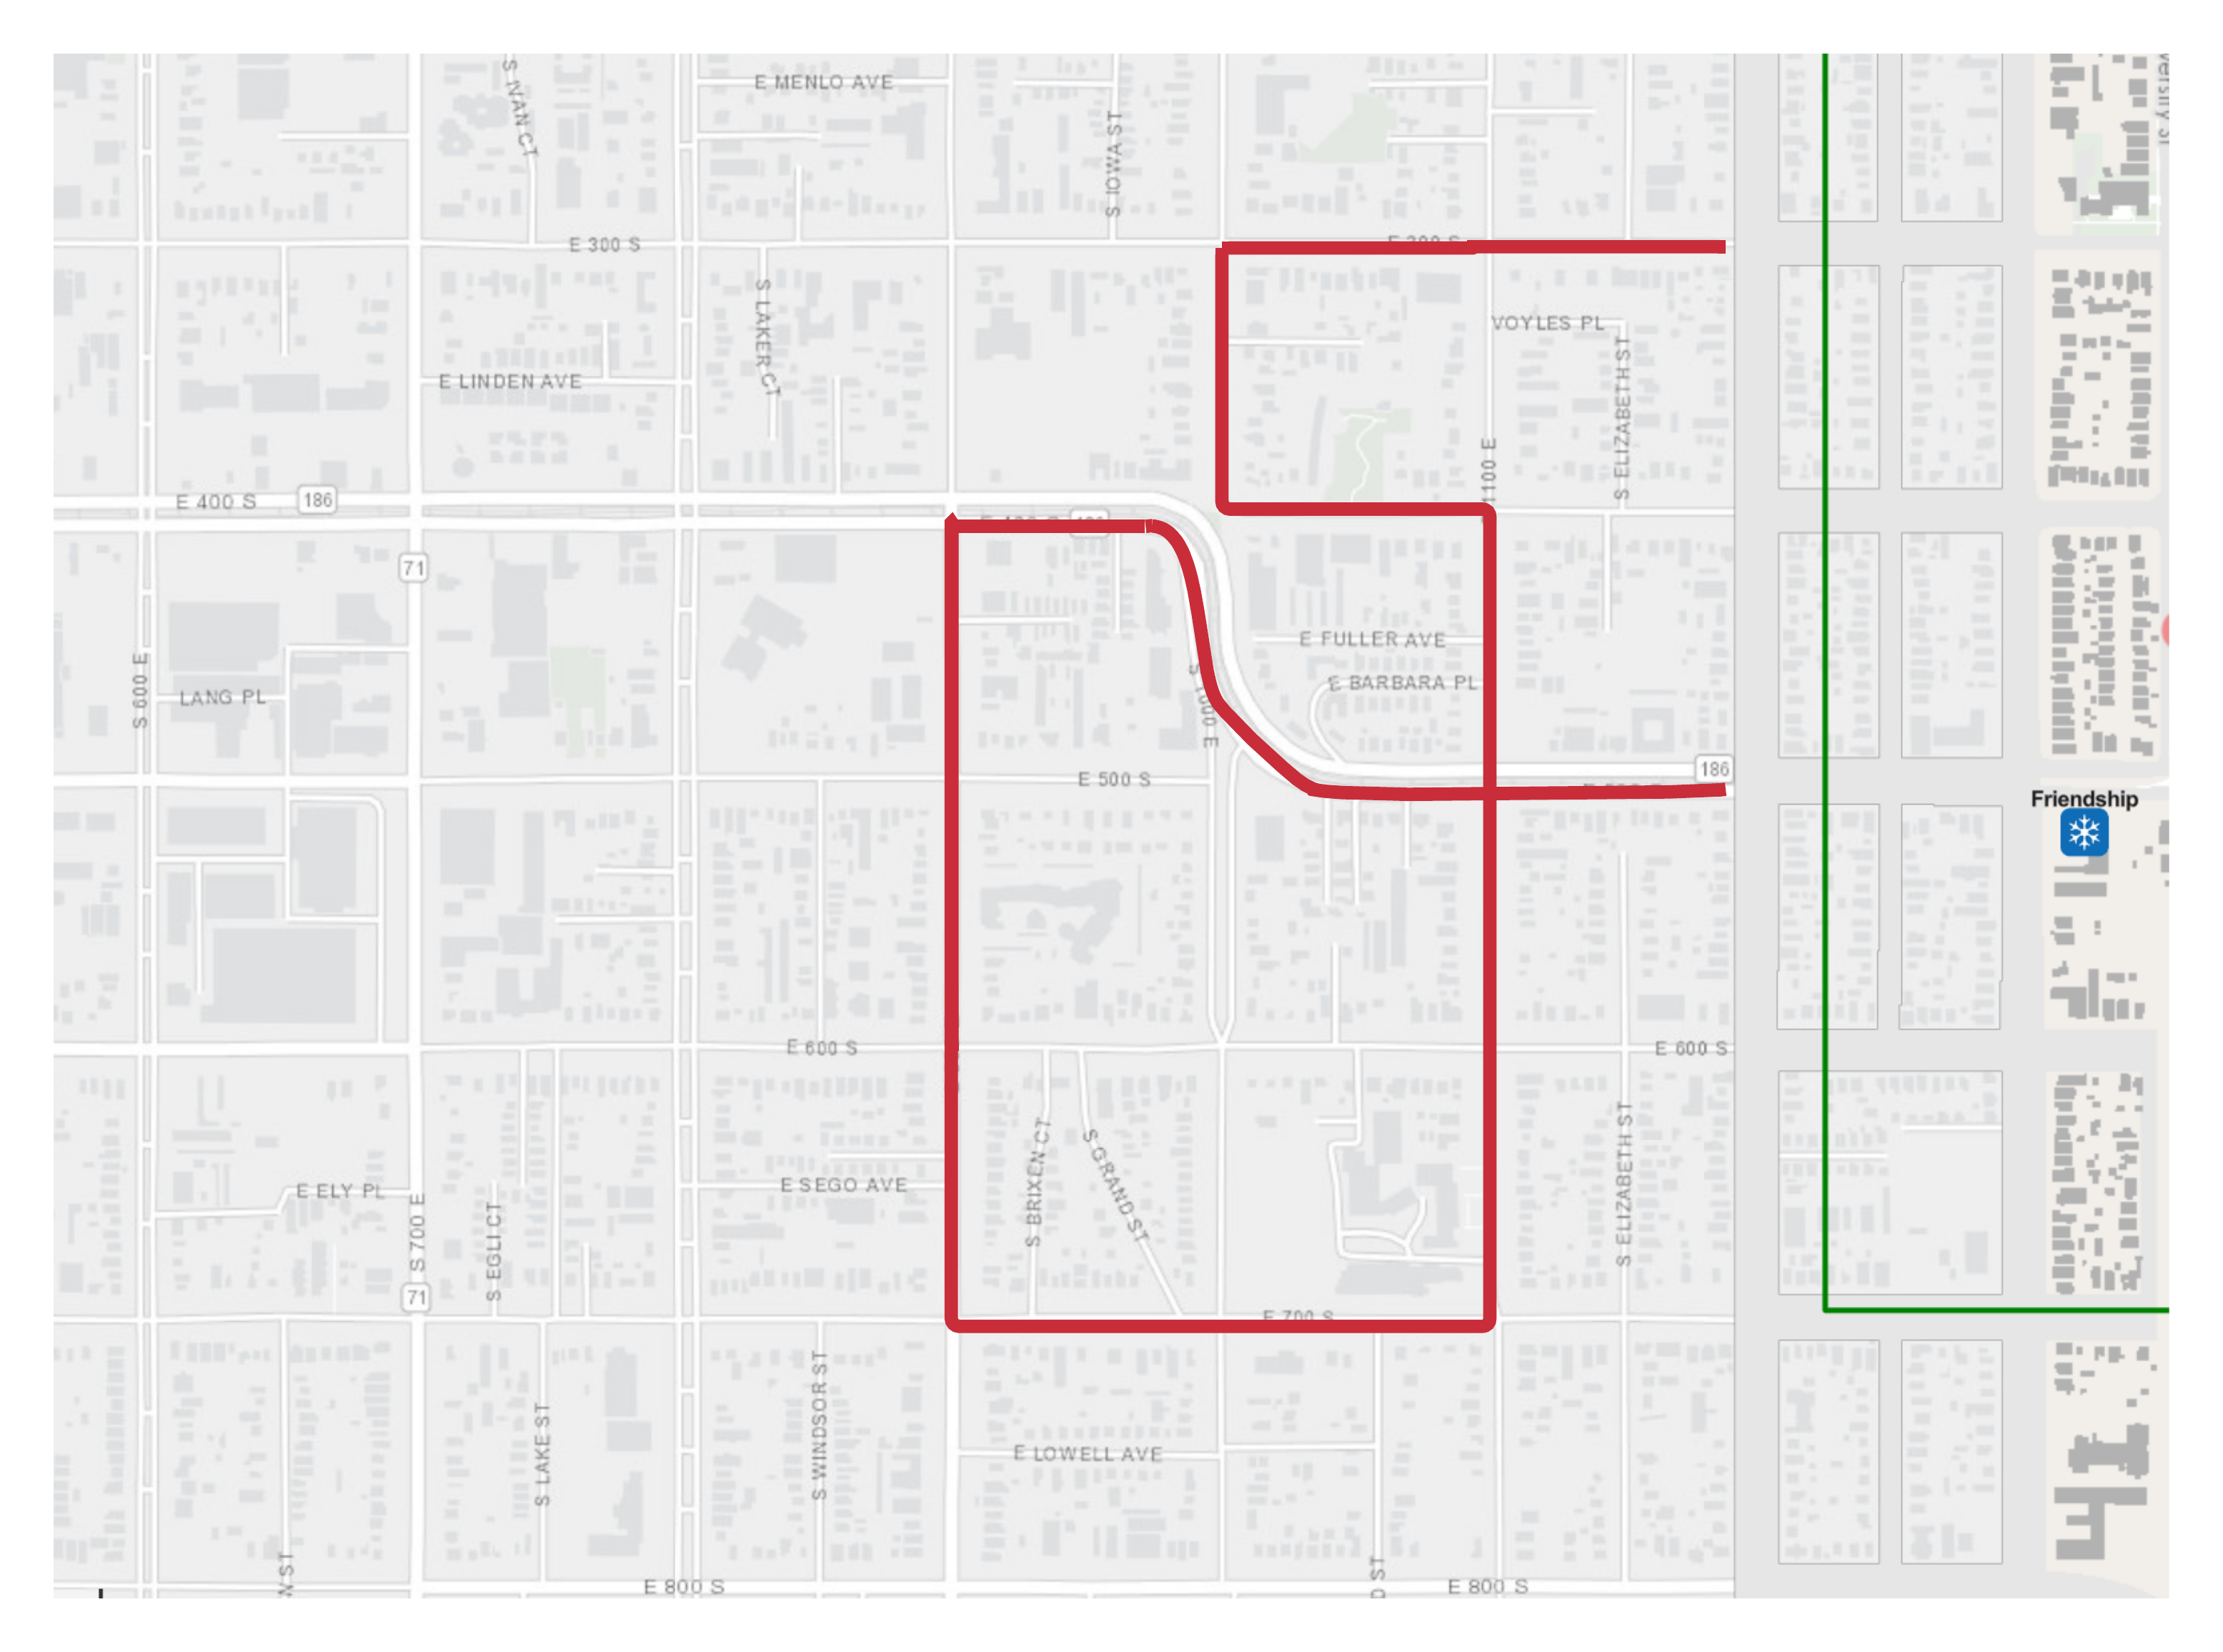 E MENLO AVE
S IVAN CT
S IOWA ST
E 300 S
E 300 S
S LAKER CT
VOYLES PL
E LINDEN AVE
S ELIZABETH ST
1100 E
E 400 S
186
71
E FULLER AVE
S 600 E
LANG PL
E BARBARA PL
S 1000 E
E 500 S
186
Friendship
E 600 S
E 600 S
S BRIXEN CT
S GRAND ST
S ELIZABETH ST
E SEGO AVE
E ELY PL
S 700 E
S EGLI CT
71
E 700 S
S LAKE ST
S WINDSOR ST
E LOWELL AVE
E 800 S
E 800 S